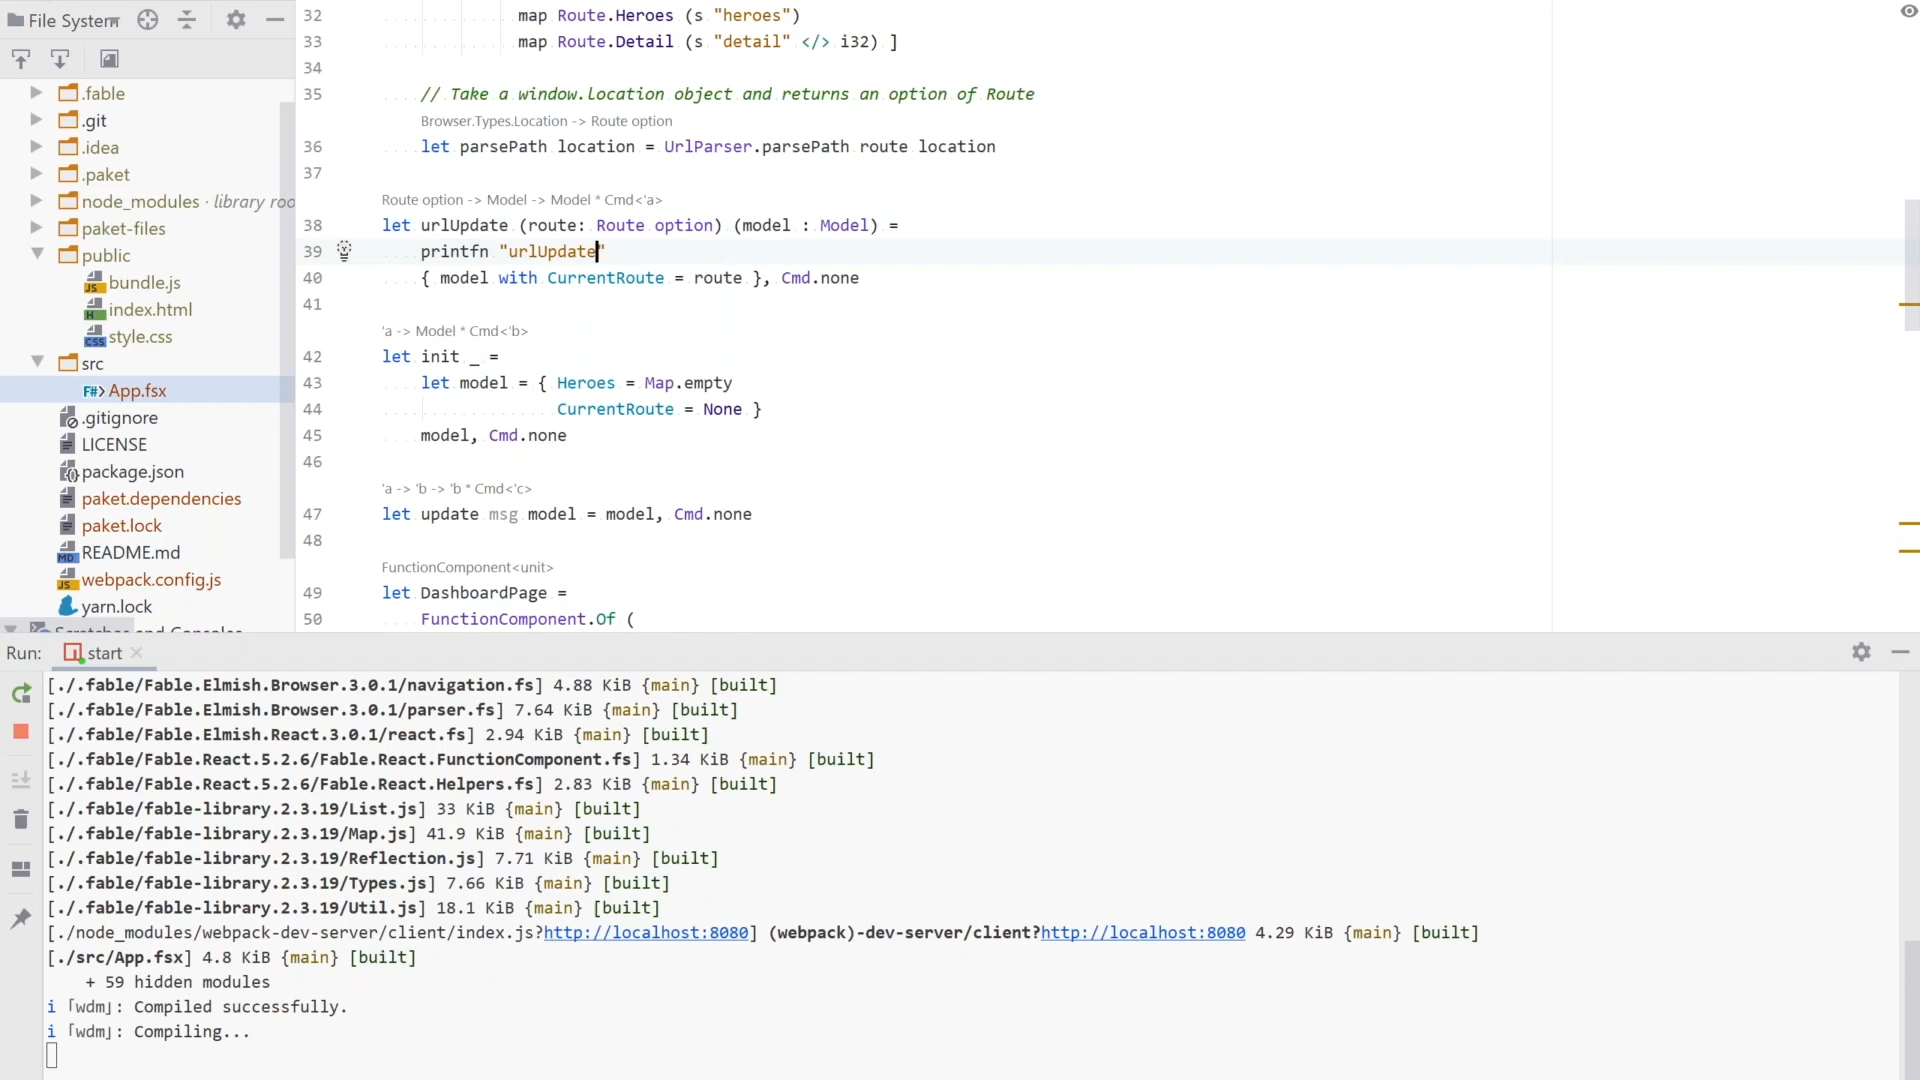 File System
.fable
.git
.idea
.paket
node_modules · library roo
paket-files
public
bundle.js
index.html
style.css
src
App.fsx
.gitignore
LICENSE
package.json
paket.dependencies
paket.lock
README.md
webpack.config.js
yarn.lock
Scratches and Consoles
32 map Route.Heroes (s "heroes")
33 map Route.Detail (s "detail" </> i32) ]
34
35 // Take a window.location object and returns an option of Route
Browser.Types.Location -> Route option
36 let parsePath location = UrlParser.parsePath route location
37
Route option -> Model -> Model * Cmd<'a>
38 let urlUpdate (route: Route option) (model : Model) =
39 printfn "urlUpdate"
40 { model with CurrentRoute = route }, Cmd.none
41
'a -> Model * Cmd<'b>
42 let init _ =
43 let model = { Heroes = Map.empty
44 CurrentRoute = None }
45 model, Cmd.none
46
'a -> 'b -> 'b * Cmd<'c>
47 let update msg model = model, Cmd.none
48
FunctionComponent<unit>
49 let DashboardPage =
50 FunctionComponent.Of (
Run: start
[./.fable/Fable.Elmish.Browser.3.0.1/navigation.fs] 4.88 KiB {main} [built]
[./.fable/Fable.Elmish.Browser.3.0.1/parser.fs] 7.64 KiB {main} [built]
[./.fable/Fable.Elmish.React.3.0.1/react.fs] 2.94 KiB {main} [built]
[./.fable/Fable.React.5.2.6/Fable.React.FunctionComponent.fs] 1.34 KiB {main} [built]
[./.fable/Fable.React.5.2.6/Fable.React.Helpers.fs] 2.83 KiB {main} [built]
[./.fable/fable-library.2.3.19/List.js] 33 KiB {main} [built]
[./.fable/fable-library.2.3.19/Map.js] 41.9 KiB {main} [built]
[./.fable/fable-library.2.3.19/Reflection.js] 7.71 KiB {main} [built]
[./.fable/fable-library.2.3.19/Types.js] 7.66 KiB {main} [built]
[./.fable/fable-library.2.3.19/Util.js] 18.1 KiB {main} [built]
[./node_modules/webpack-dev-server/client/index.js?http://localhost:8080] (webpack)-dev-server/client?http://localhost:8080 4.29 KiB {main} [built]
[./src/App.fsx] 4.8 KiB {main} [built]
+ 59 hidden modules
i ｢wdm｣: Compiled successfully.
i ｢wdm｣: Compiling...